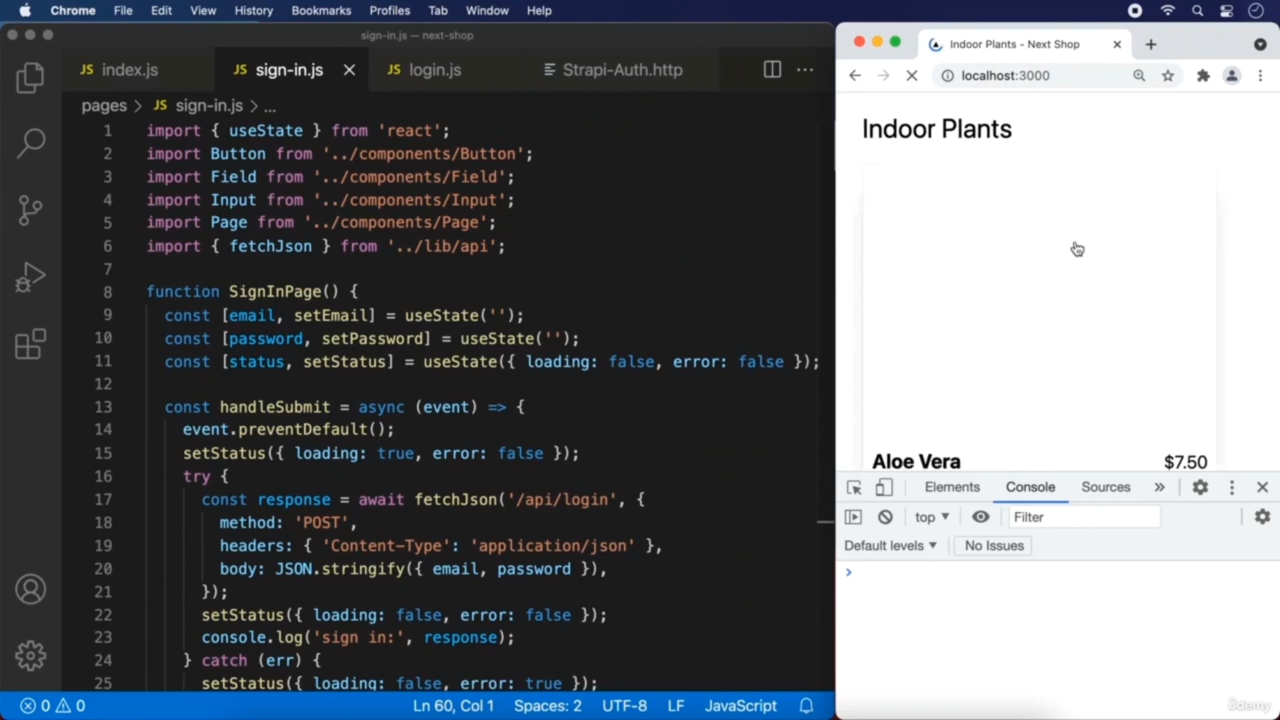 Chrome File Edit View History Bookmarks Profiles Tab Window Help
sign-in.js — next-shop
JS index.js JS sign-in.js JS login.js Strapi-Auth.http
pages > JS sign-in.js > ...
1 import { useState } from 'react';
2 import Button from '../components/Button';
3 import Field from '../components/Field';
4 import Input from '../components/Input';
5 import Page from '../components/Page';
6 import { fetchJson } from '../lib/api';
7
8 function SignInPage() {
9 const [email, setEmail] = useState('');
10 const [password, setPassword] = useState('');
11 const [status, setStatus] = useState({ loading: false, error: false });
12
13 const handleSubmit = async (event) => {
14 event.preventDefault();
15 setStatus({ loading: true, error: false });
16 try {
17 const response = await fetchJson('/api/login', {
18 method: 'POST',
19 headers: { 'Content-Type': 'application/json' },
20 body: JSON.stringify({ email, password }),
21 });
22 setStatus({ loading: false, error: false });
23 console.log('sign in:', response);
24 } catch (err) {
25 setStatus({ loading: false, error: true });
0 0 Ln 60, Col 1 Spaces: 2 UTF-8 LF JavaScript
Indoor Plants - Next Shop
localhost:3000
Indoor Plants
Aloe Vera $7.50
Elements Console Sources »
top Filter
Default levels No Issues
ûdemy